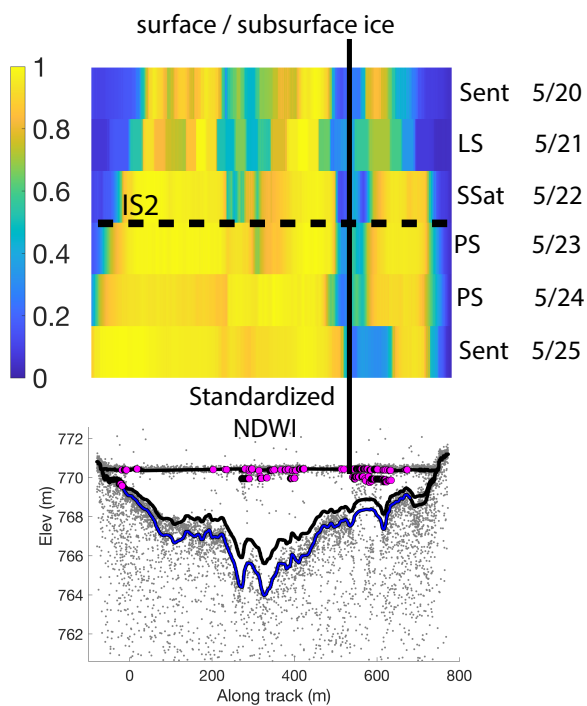 surface / subsurface ice
1
0.8
0.6
0.4
0.2
0
IS2
Sent 5/20
LS 5/21
SSat 5/22
PS 5/23
PS 5/24
Sent 5/25
Standardized
NDWI
772
770
768
766
764
762
Elev (m)
0 200 400 600 800
Along track (m)